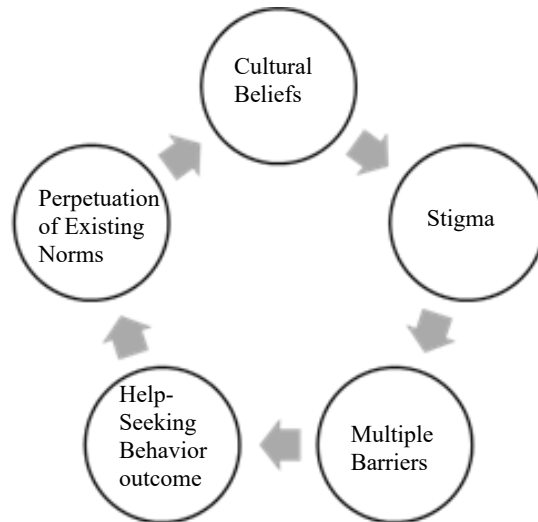 Cultural
Beliefs
Stigma
Multiple
Barriers
Help-
Seeking
Behavior
outcome
Perpetuation
of Existing
Norms